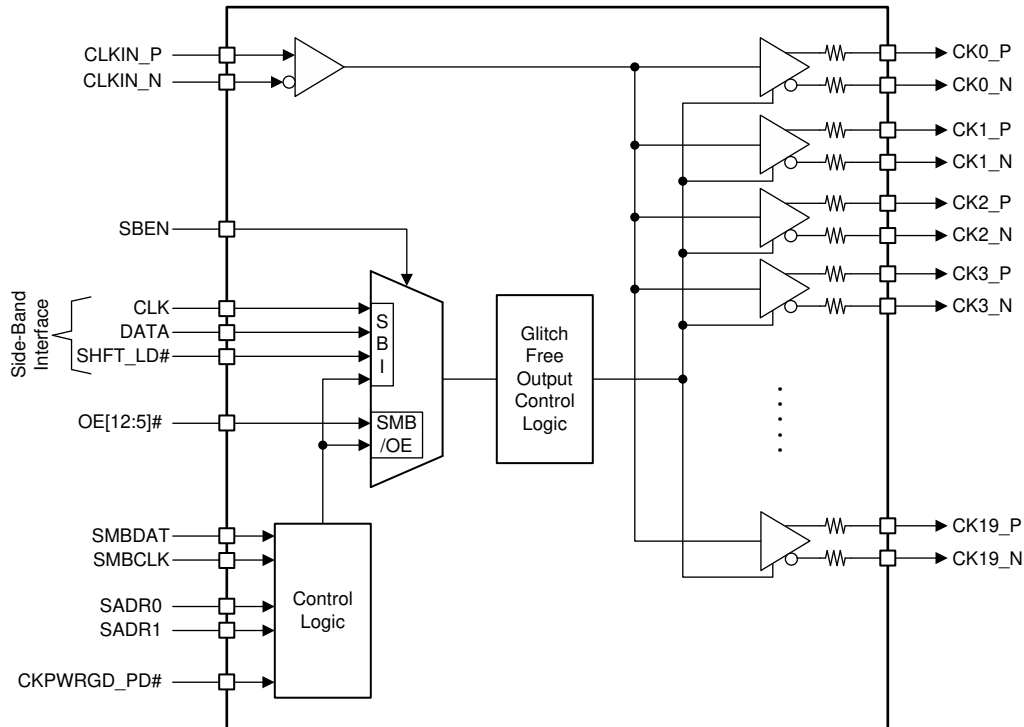 CLKIN_P
CLKIN_N
SBEN
Side-Band
Interface
CLK
DATA
SHFT_LD#
OE[12:5]#
SMBDAT
SMBCLK
SADR0
SADR1
CKPWRGD_PD#
S
B
I
SMB
/OE
Control
Logic
Glitch
Free
Output
Control
Logic
CK0_P
CK0_N
CK1_P
CK1_N
CK2_P
CK2_N
CK3_P
CK3_N
CK19_P
CK19_N